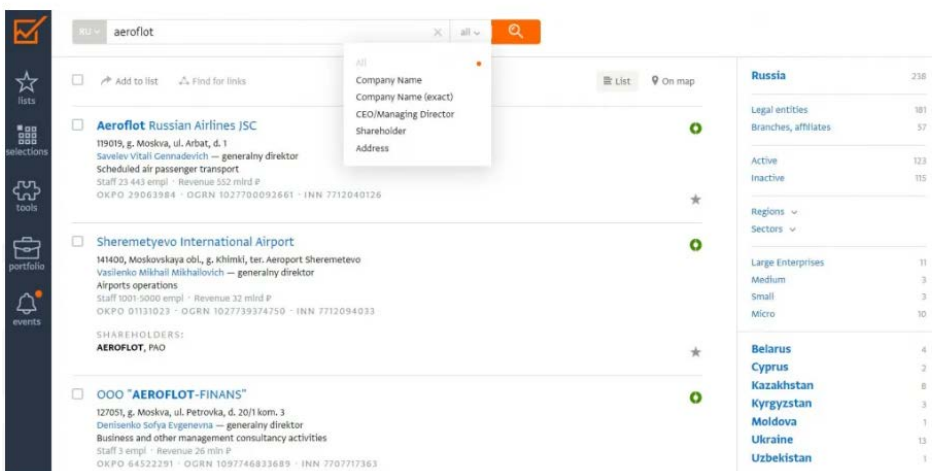 RU
aeroflot
all
All
Company Name
Company Name (exact)
CEO/Managing Director
Shareholder
Address
lists
selections
tools
portfolio
events
Add to list
Find for links
List
On map
Aeroflot Russian Airlines JSC
119019, g. Moskva, ul. Arbat, d. 1
Savelev Vitali Gennadevich — generalny direktor
Scheduled air passenger transport
Staff 23 443 empl · Revenue 552 mlrd ₽
OKPO 29063984 · OGRN 1027700092661 · INN 7712040126
Sheremetyevo International Airport
141400, Moskovskaya obl., g. Khimki, ter. Aeroport Sheremetevo
Vasilenko Mikhail Mikhailovich — generalny direktor
Airports operations
Staff 1001-5000 empl · Revenue 32 mlrd ₽
OKPO 01131023 · OGRN 1027739374750 · INN 7712094033
SHAREHOLDERS:
AEROFLOT, PAO
OOO "AEROFLOT-FINANS"
127051, g. Moskva, ul. Petrovka, d. 20/1 kom. 3
Denisenko Sofya Evgenevna — generalny direktor
Business and other management consultancy activities
Staff 3 empl · Revenue 26 mln ₽
OKPO 64522291 · OGRN 1097746833689 · INN 7707717363
Russia 238
Legal entities 181
Branches, affiliates 57
Active 123
Inactive 115
Regions
Sectors
Large Enterprises 11
Medium 3
Small 3
Micro 10
Belarus 4
Cyprus 2
Kazakhstan 8
Kyrgyzstan 3
Moldova 1
Ukraine 13
Uzbekistan 1